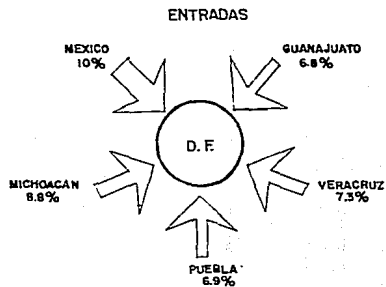 ENTRADAS
MEXICO
10%
GUANAJUATO
6.8%
D. F.
MICHOACAN
8.8%
VERACRUZ
7.3%
PUEBLA
6.9%